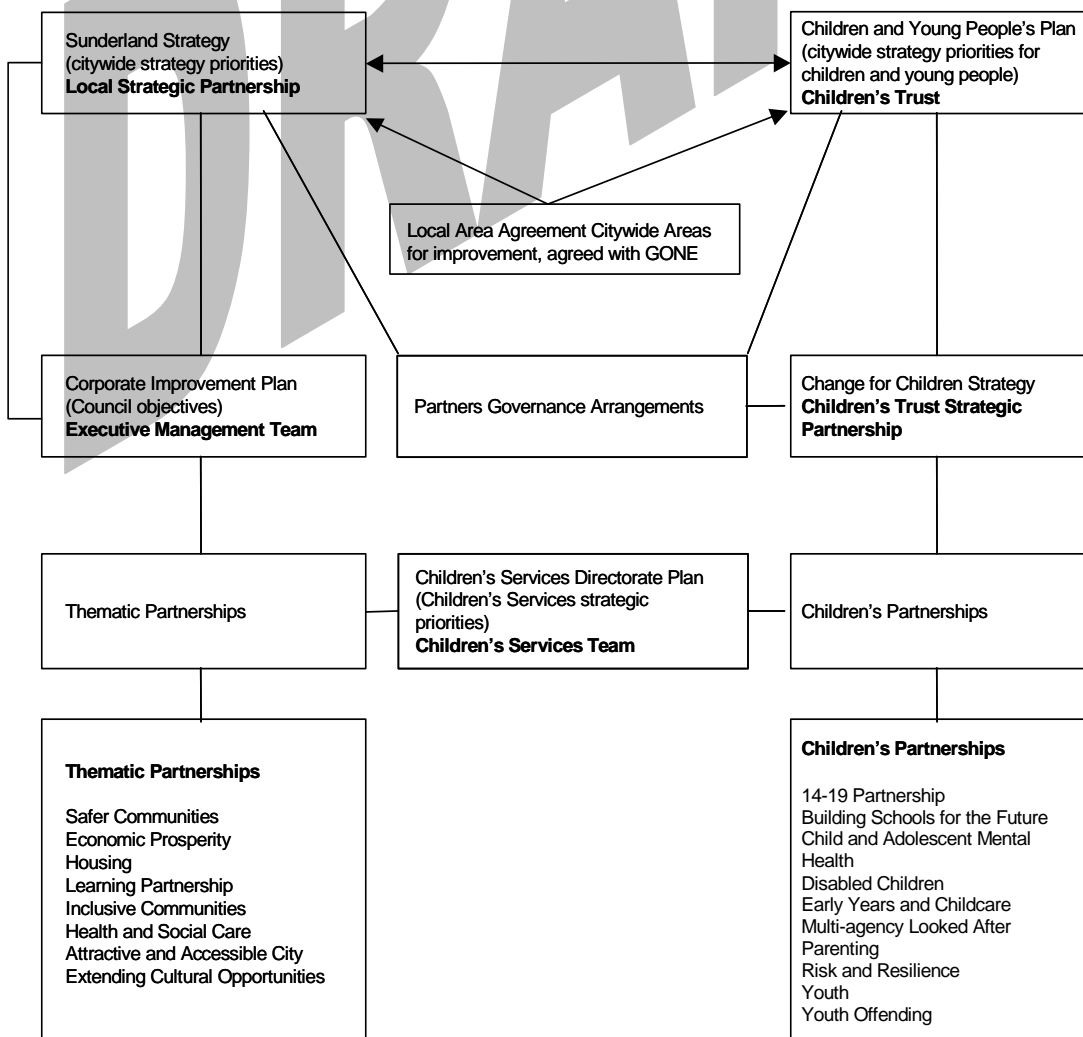 DRA
Sunderland Strategy
(citywide strategy priorities)
Local Strategic Partnership
Children and Young People's Plan
(citywide strategy priorities for
children and young people)
Children's Trust
Local Area Agreement Citywide Areas
for improvement, agreed with GONE
Corporate Improvement Plan
(Council objectives)
Executive Management Team
Partners Governance Arrangements
Change for Children Strategy
Children's Trust Strategic
Partnership
Thematic Partnerships
Children's Services Directorate Plan
(Children's Services strategic
priorities)
Children's Services Team
Children's Partnerships
Thematic Partnerships
Safer Communities
Economic Prosperity
Housing
Learning Partnership
Inclusive Communities
Health and Social Care
Attractive and Accessible City
Extending Cultural Opportunities
Children's Partnerships
14-19 Partnership
Building Schools for the Future
Child and Adolescent Mental
Health
Disabled Children
Early Years and Childcare
Multi-agency Looked After
Parenting
Risk and Resilience
Youth
Youth Offending